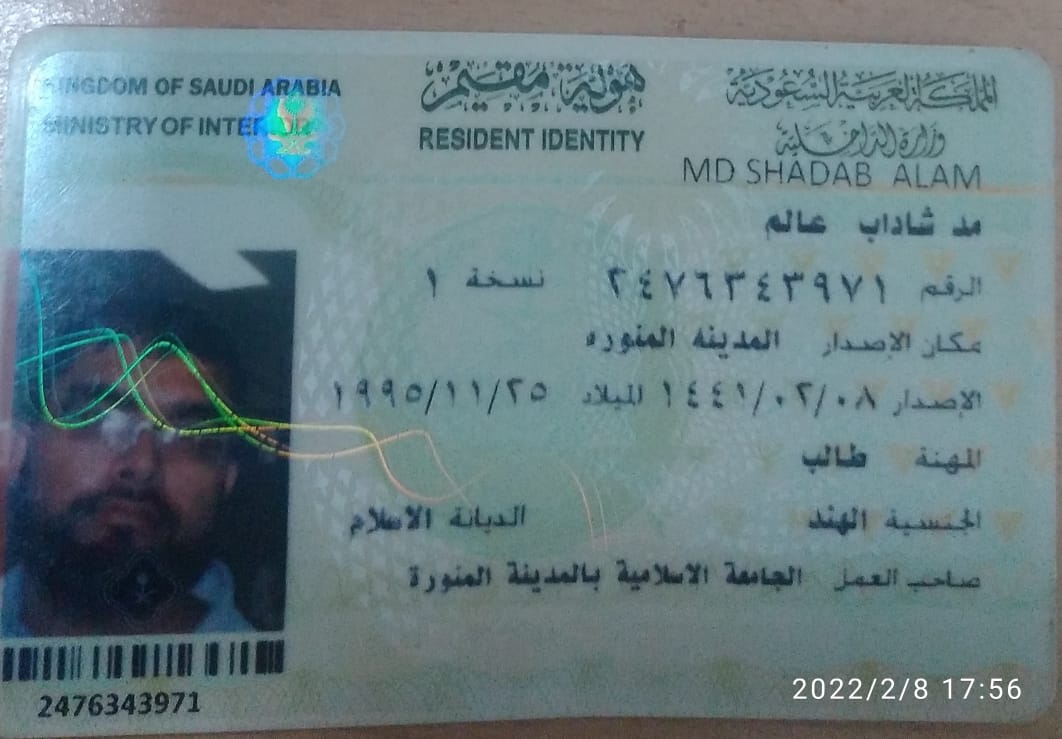 KINGDOM OF SAUDI ARABIA
MINISTRY OF INTERIOR
هوية مقيم
RESIDENT IDENTITY
المملكة العربية السعودية
وزارة الداخلية
MD SHADAB ALAM
مد شاداب عالم
الرقم ٢٤٧٦٣٤٣٩٧١ نسخة ١
مكان الإصدار المدينه المنوره
الإصدار ١٤٤١/٠٢/٠٨ الميلاد ١٩٩٥/١١/٢٥
المهنة طالب
الجنسية الهند الديانة الاسلام
صاحب العمل الجامعة الاسلامية بالمدينة المنورة
2476343971
2022/2/8 17:56